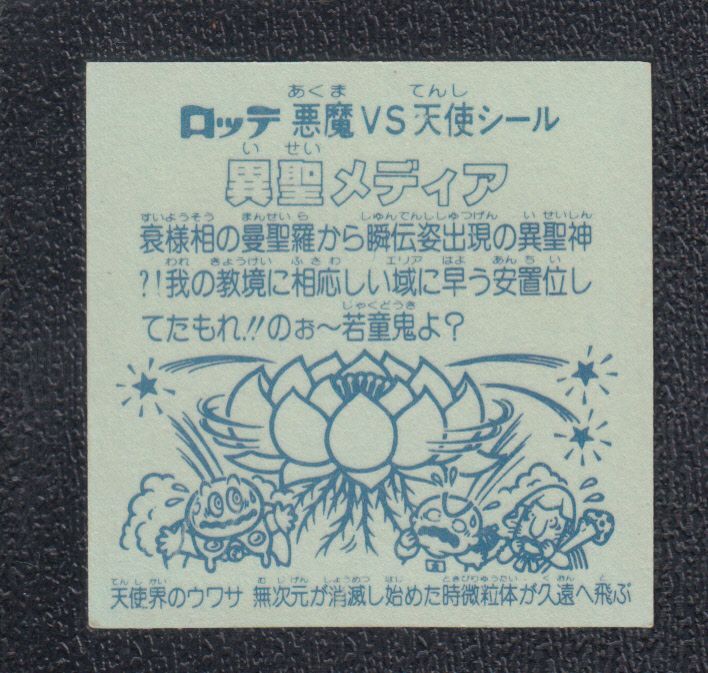 あくま てんし
ロッテ 悪魔VS天使シール
い せい
異聖メディア
すいようそう まんせいら しゅんてんししゅつげん いせいしん
衰様相の曼聖羅から瞬伝姿出現の異聖神
われ きょうけい ふさわ エリア はよ あんちい
?!我の教境に相応しい域に早う安置位し
じゃくどうき
てたもれ!!のぉ〜若童鬼よ?
てんしかい むじげん しょうめつ はじ ときびりゅうたい くおん と
天使界のウワサ 無次元が消滅し始めた時微粒体が久遠へ飛ぶ